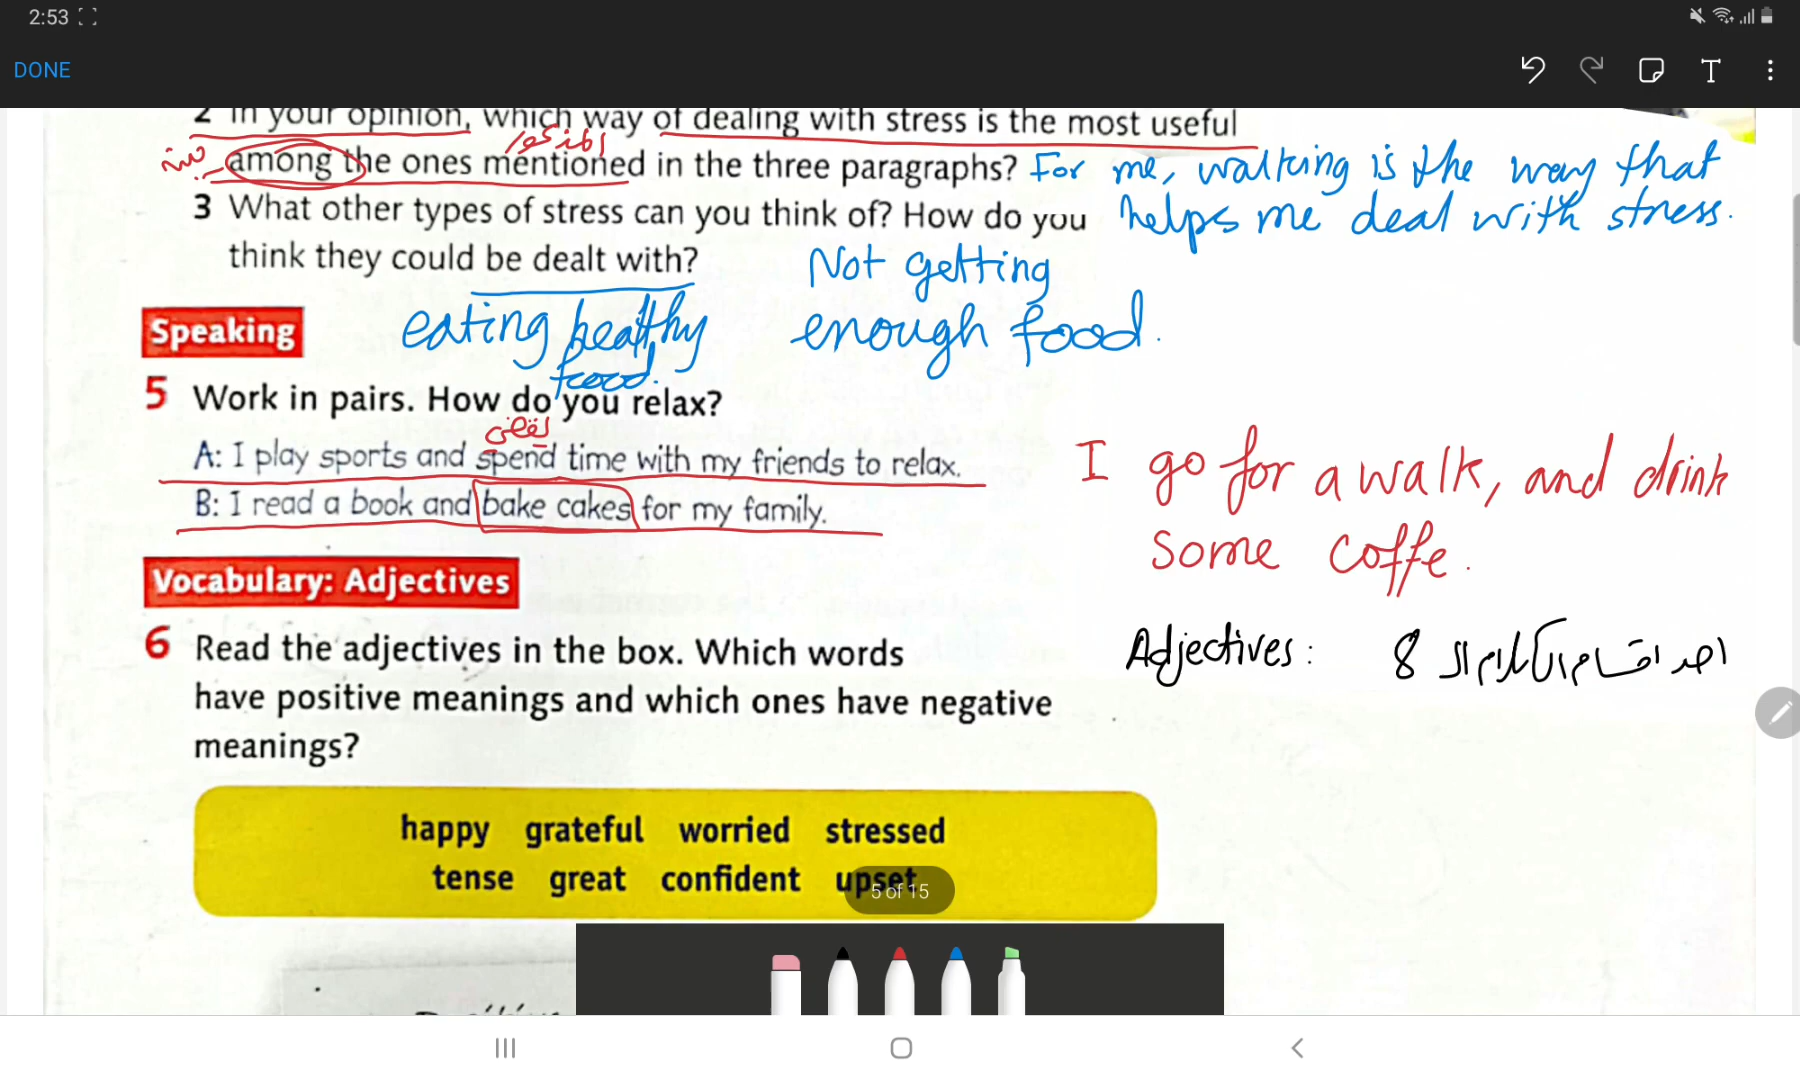 2:53
DONE
2 In your opinion, which way of dealing with stress is the most useful
المذكور
بين
among the ones mentioned in the three paragraphs? For me, walking is the way that
3 What other types of stress can you think of? How do you helps me deal with stress.
think they could be dealt with? Not getting
Speaking eating healthy enough food.
food.
5 Work in pairs. How do you relax?
A: I play sports and spend time with my friends to relax. I go for a walk, and drink
B: I read a book and bake cakes for my family. some coffe.
Vocabulary: Adjectives
6 Read the adjectives in the box. Which words Adjectives: احد اقسام الكلام الـ 8
have positive meanings and which ones have negative
meanings?
happy grateful worried stressed
tense great confident upset
5 of 15